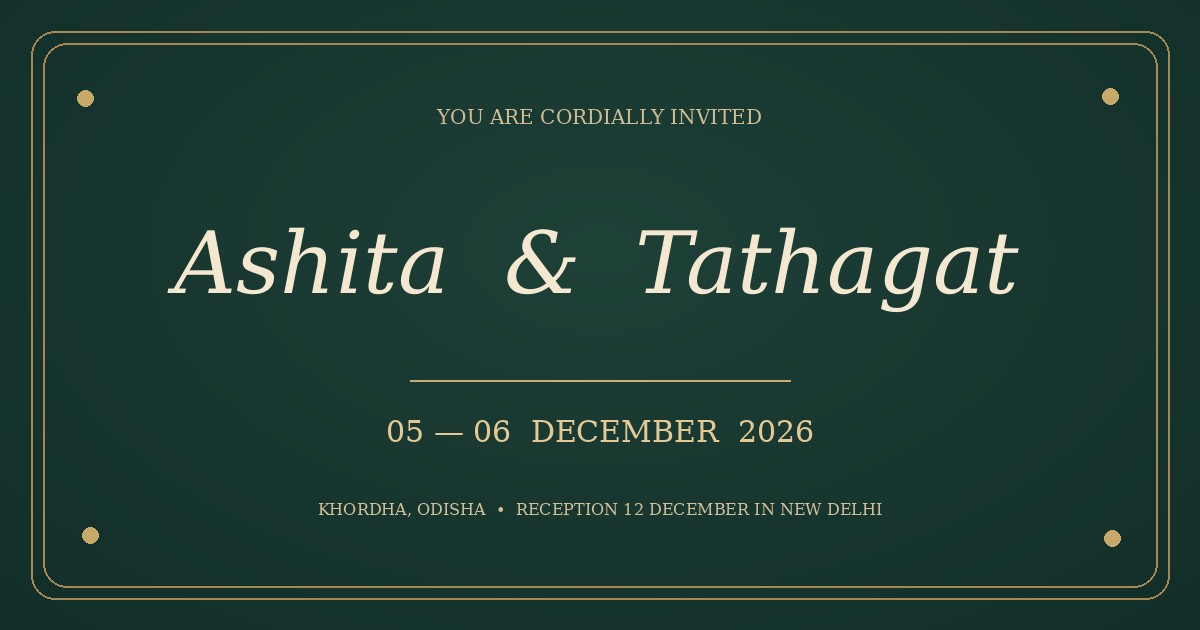 YOU ARE CORDIALLY INVITED
Ashita & Tathagat
05 — 06 DECEMBER 2026
KHORDHA, ODISHA • RECEPTION 12 DECEMBER IN NEW DELHI